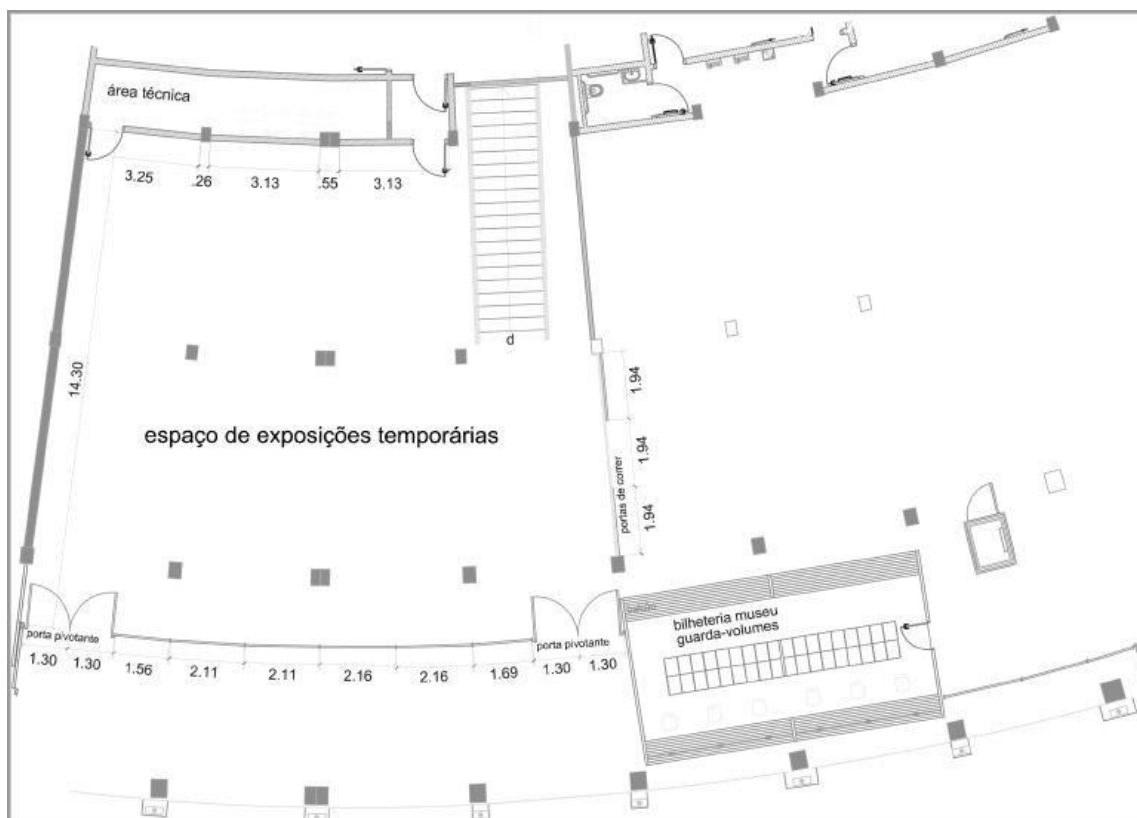 área técnica
3.25
.26
3.13
.55
3.13
d
14.30
1.94
1.94
1.94
portas de correr
espaço de exposições temporárias
bilheteria museu
guarda-volumes
porta pivotante
porta pivotante
1.30
1.30
1.56
2.11
2.11
2.16
2.16
1.69
1.30
1.30